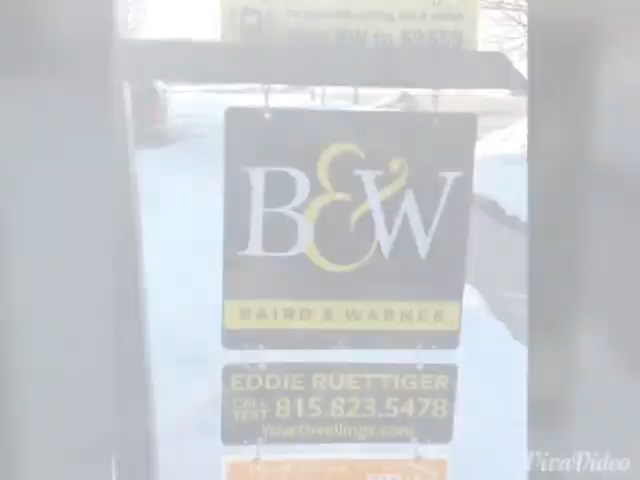 B&W
BAIRD & WARNER
EDDIE RUETTIGER
CALL TEXT 815.823.5478
YourDwellings.com
VivaVideo